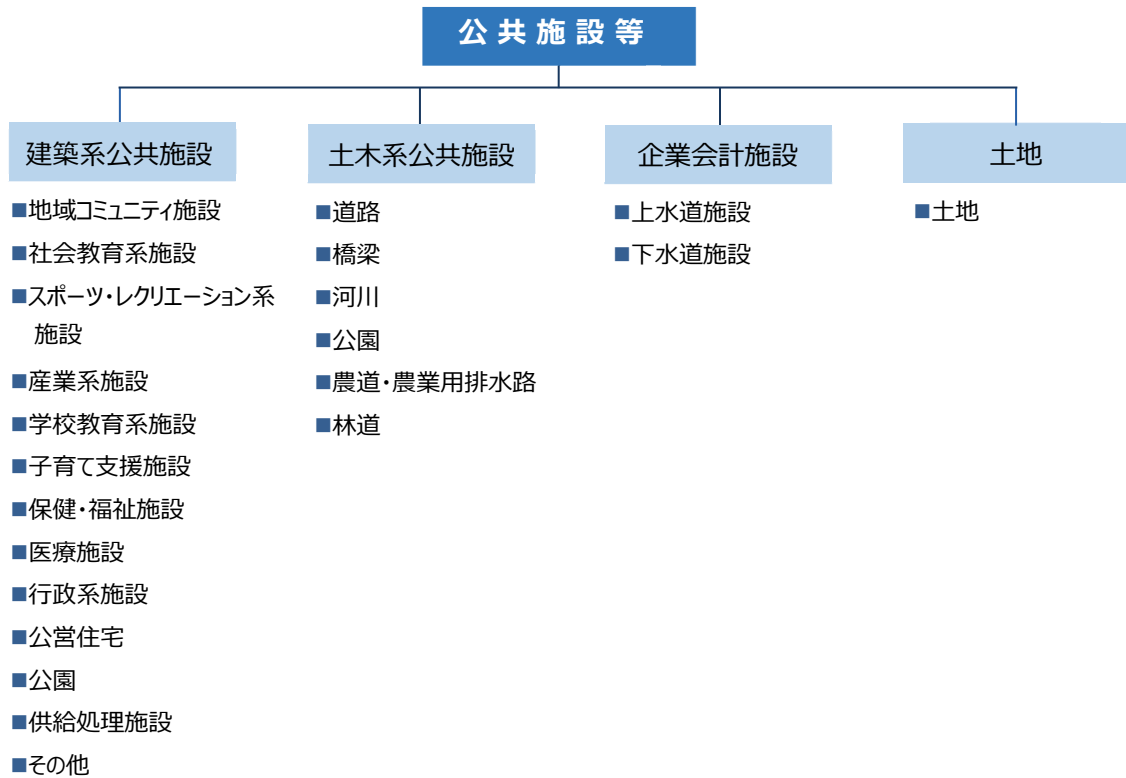 公共施設等
建築系公共施設
■地域コミュニティ施設
■社会教育系施設
■スポーツ・レクリエーション系
施設
■産業系施設
■学校教育系施設
■子育て支援施設
■保健・福祉施設
■医療施設
■行政系施設
■公営住宅
■公園
■供給処理施設
■その他
土木系公共施設
■道路
■橋梁
■河川
■公園
■農道・農業用排水路
■林道
企業会計施設
■上水道施設
■下水道施設
土地
■土地